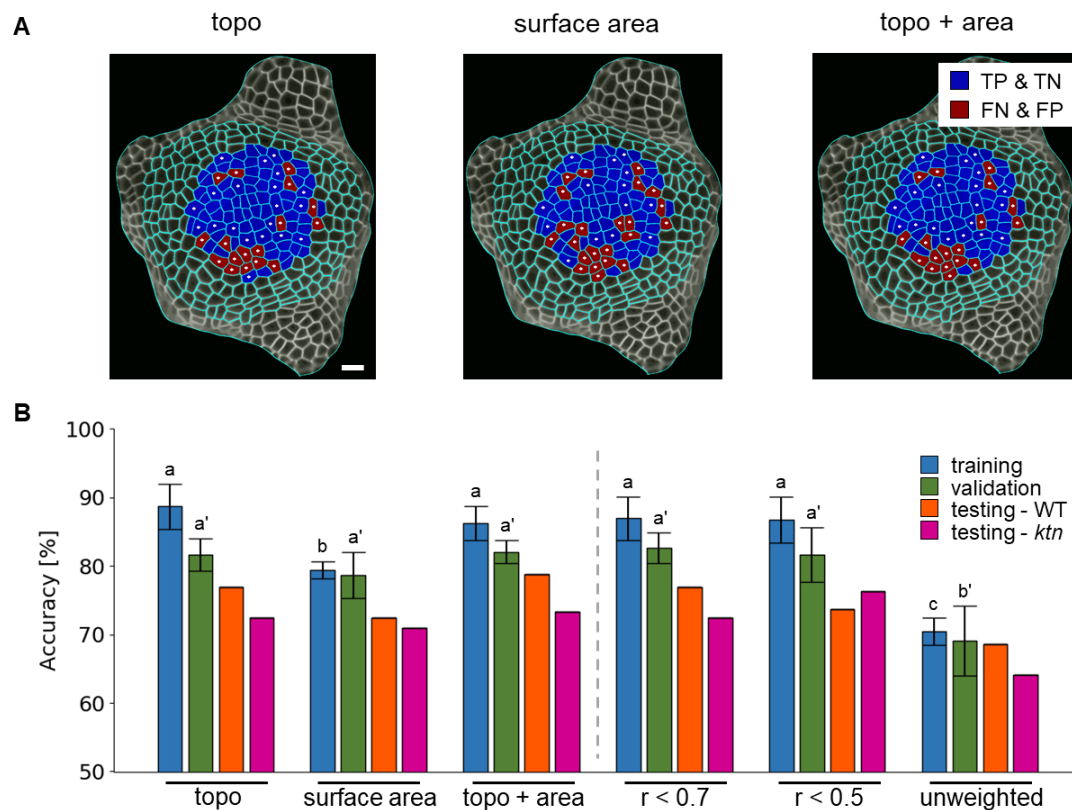 A
topo
surface area
topo + area
TP & TN
FN & FP
B
Accuracy [%]
100
90
80
70
60
50
a
a'
b
a'
a
a'
a
a'
a
a'
c
b'
training
validation
testing - WT
testing - ktn
topo
surface area
topo + area
r < 0.7
r < 0.5
unweighted